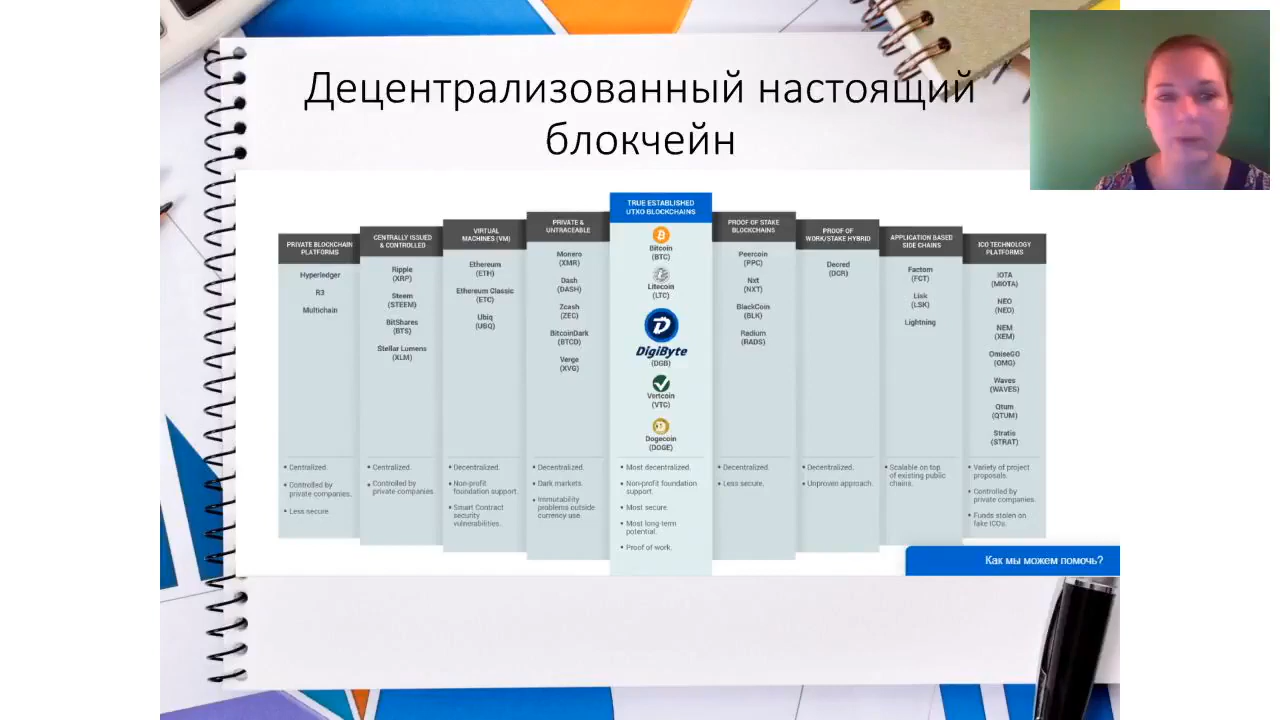 Децентрализованный настоящий
блокчейн
PRIVATE BLOCKCHAIN
PLATFORMS
Hyperledger
R3
Multichain
Centralized.
Controlled by
private companies.
Less secure
CENTRALLY ISSUED
& CONTROLLED
Ripple
(XRP)
Steem
(STEEM)
BitShares
(BTS)
Stellar Lumens
(XLM)
Centralized.
Controlled by
private companies
VIRTUAL
MACHINES (VM)
Ethereum
(ETH)
Ethereum Classic
(ETC)
Ubiq
(UBQ)
Decentralized.
Non-profit
foundation support.
Smart Contract
security
vulnerabilities.
PRIVATE &
UNTRACEABLE
Monero
(XMR)
Dash
(DASH)
Zcash
(ZEC)
BitcoinDark
(BTCD)
Verge
(XVG)
Decentralized.
Dark markets.
Immutability
problems outside
currency use.
TRUE ESTABLISHED
UTXO BLOCKCHAINS
Bitcoin
(BTC)
Litecoin
(LTC)
DigiByte
(DGB)
Vertcoin
(VTC)
Dogecoin
(DOGE)
Most decentralized.
Non-profit foundation
support.
Most secure.
Most long-term
potential.
Proof of work.
PROOF OF STAKE
BLOCKCHAINS
Peercoin
(PPC)
Nxt
(NXT)
BlackCoin
(BLK)
Radium
(RADS)
Decentralized.
Less secure.
PROOF OF
WORK/STAKE HYBRID
Decred
(DCR)
Decentralized.
Unproven approach.
APPLICATION BASED
SIDE CHAINS
Factom
(FCT)
Lisk
(LSK)
Lightning
Scalable on top
of existing public
chains.
ICO TECHNOLOGY
PLATFORMS
IOTA
(MIOTA)
NEO
(NEO)
NEM
(XEM)
OmiseGO
(OMG)
Waves
(WAVES)
Qtum
(QTUM)
Stratis
(STRAT)
Variety of project
proposals.
Controlled by
private companies.
Funds stolen on
fake ICOs.
Как мы можем помочь?